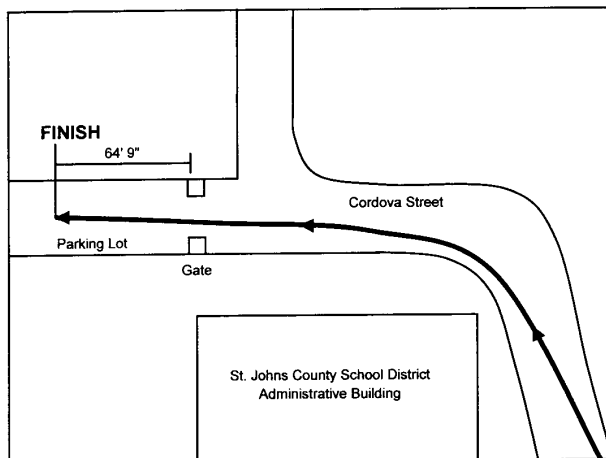 FINISH
64' 9"
Cordova Street
Parking Lot
Gate
St. Johns County School District
Administrative Building